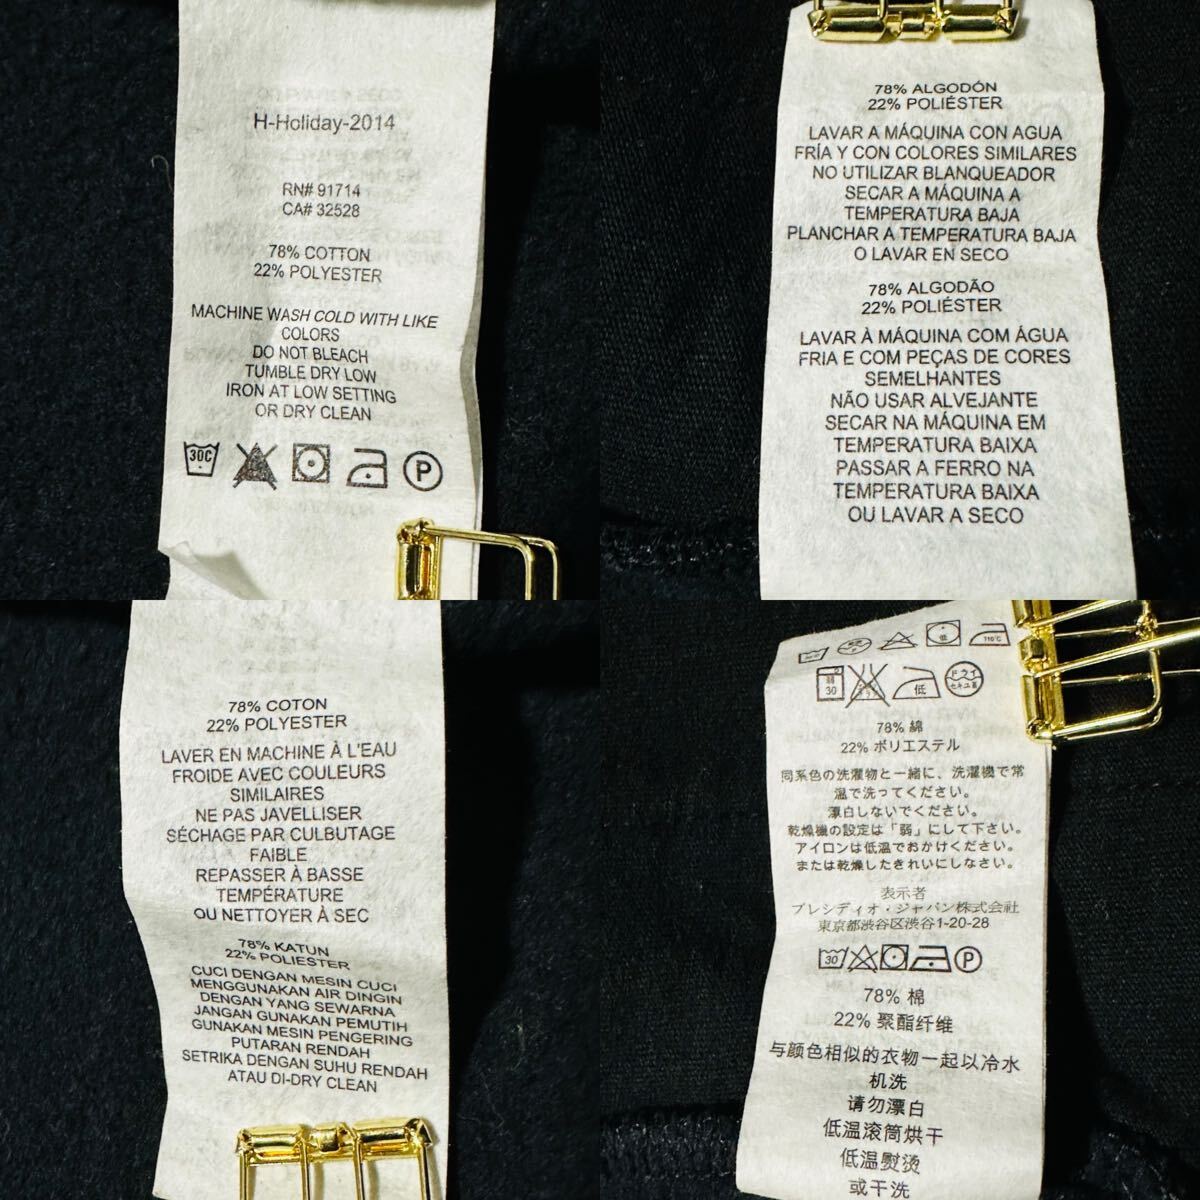 H-Holiday-2014
RN# 91714
CA# 32528
78% COTTON
22% POLYESTER
MACHINE WASH COLD WITH LIKE
COLORS
DO NOT BLEACH
TUMBLE DRY LOW
IRON AT LOW SETTING
OR DRY CLEAN
30C
P
78% ALGODÓN
22% POLIÉSTER
LAVAR A MÁQUINA CON AGUA
FRÍA Y CON COLORES SIMILARES
NO UTILIZAR BLANQUEADOR
SECAR A MÁQUINA A
TEMPERATURA BAJA
PLANCHAR A TEMPERATURA BAJA
O LAVAR EN SECO
78% ALGODÃO
22% POLIÉSTER
LAVAR À MÁQUINA COM ÁGUA
FRIA E COM PEÇAS DE CORES
SEMELHANTES
NÃO USAR ALVEJANTE
SECAR NA MÁQUINA EM
TEMPERATURA BAIXA
PASSAR A FERRO NA
TEMPERATURA BAIXA
OU LAVAR A SECO
78% COTON
22% POLYESTER
LAVER EN MACHINE À L'EAU
FROIDE AVEC COULEURS
SIMILAIRES
NE PAS JAVELLISER
SÉCHAGE PAR CULBUTAGE
FAIBLE
REPASSER À BASSE
TEMPÉRATURE
OU NETTOYER À SEC
78% KATUN
22% POLIESTER
CUCI DENGAN MESIN CUCI
MENGGUNAKAN AIR DINGIN
DENGAN YANG SEWARNA
JANGAN GUNAKAN PEMUTIH
GUNAKAN MESIN PENGERING
PUTARAN RENDAH
SETRIKA DENGAN SUHU RENDAH
ATAU DI-DRY CLEAN
低 110°C
弱 30 低 ドライ セキユ系
78% 綿
22% ポリエステル
同系色の洗濯物と一緒に、洗濯機で常
温で洗ってください。
漂白しないでください。
乾燥機の設定は「弱」にして下さい。
アイロンは低温でおかけください。
または乾燥したきれいにしなさい。
表示者
プレシディオ・ジャパン株式会社
東京都渋谷区渋谷1-20-28
30 P
78% 棉
22% 聚酯纤维
与颜色相似的衣物一起以冷水
机洗
请勿漂白
低温滚筒烘干
低温熨烫
或干洗